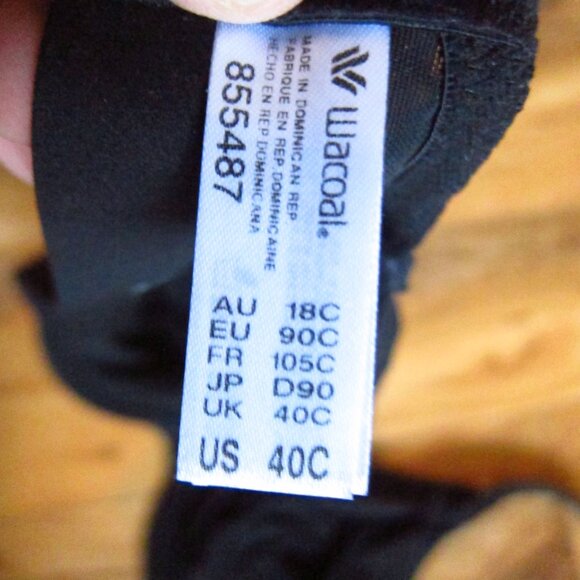 wacoal®
MADE IN DOMINICAN REP
FABRIQUE EN REP DOMINICAINE
HECHO EN REP DOMINICANA
855487
AU 18C
EU 90C
FR 105C
JP D90
UK 40C
US 40C